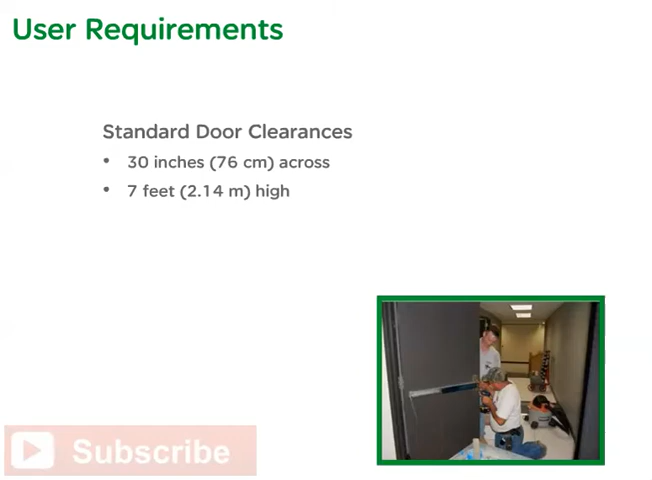 User Requirements
Standard Door Clearances
• 30 inches (76 cm) across
• 7 feet (2.14 m) high
Subscribe